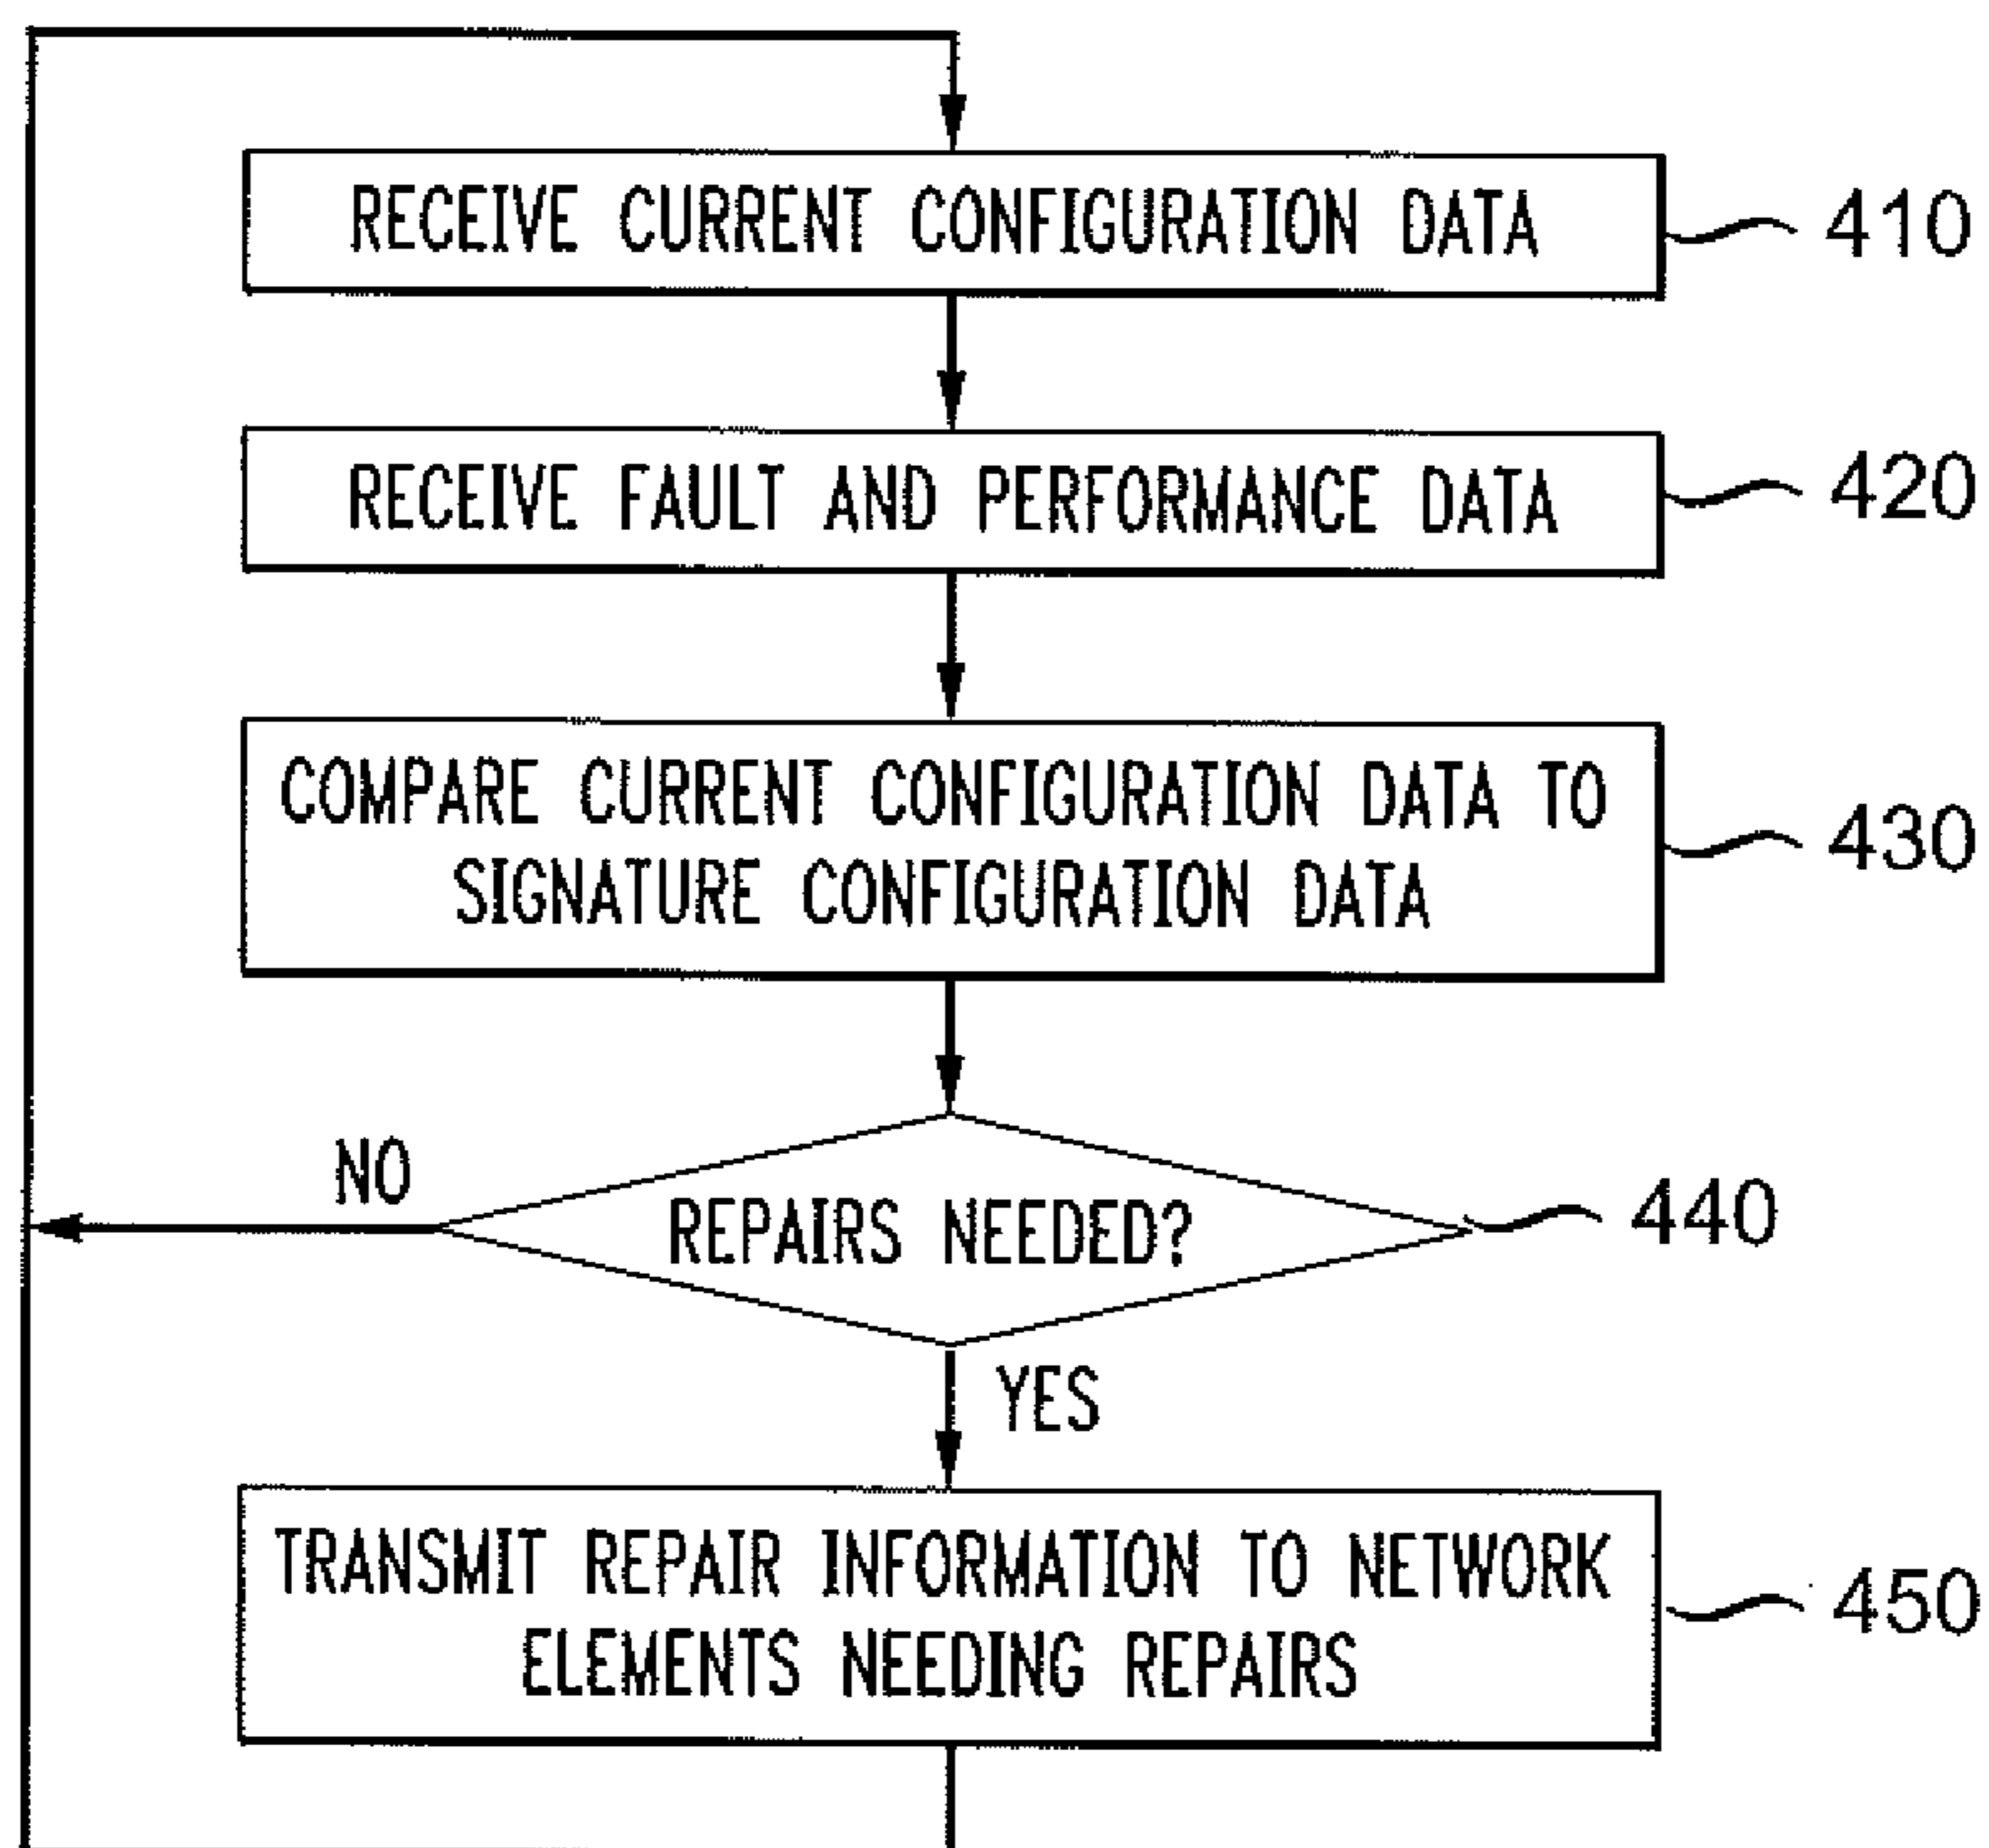 RECEIVE CURRENT CONFIGURATION DATA
410
RECEIVE FAULT AND PERFORMANCE DATA
420
COMPARE CURRENT CONFIGURATION DATA TO
SIGNATURE CONFIGURATION DATA
430
NO
REPAIRS NEEDED?
440
YES
TRANSMIT REPAIR INFORMATION TO NETWORK
ELEMENTS NEEDING REPAIRS
450